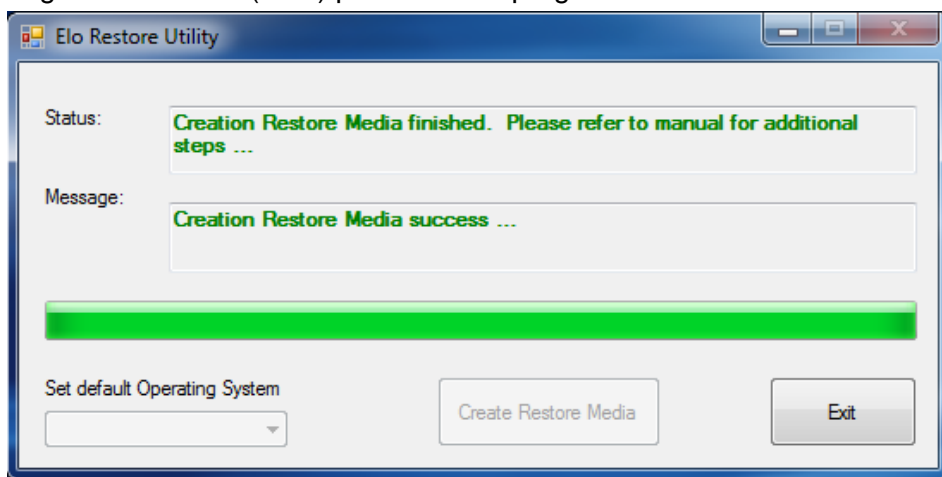 Elo Restore Utility
Status:
Creation Restore Media finished. Please refer to manual for additional
steps ...
Message:
Creation Restore Media success ...
Set default Operating System
Create Restore Media
Exit